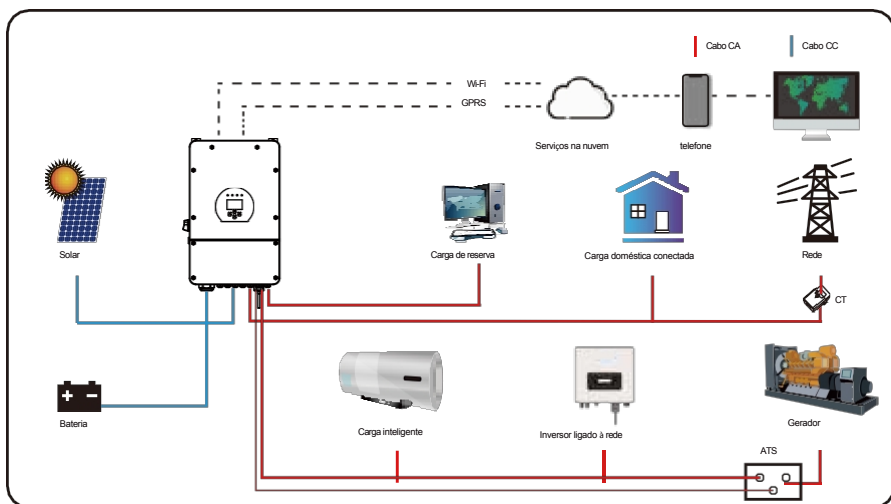 Cabo CA
Cabo CC
Wi-Fi
GPRS
Serviços na nuvem
telefone
Solar
Carga de reserva
Carga doméstica conectada
Rede
CT
Bateria
Carga inteligente
Inversor ligado à rede
Gerador
ATS